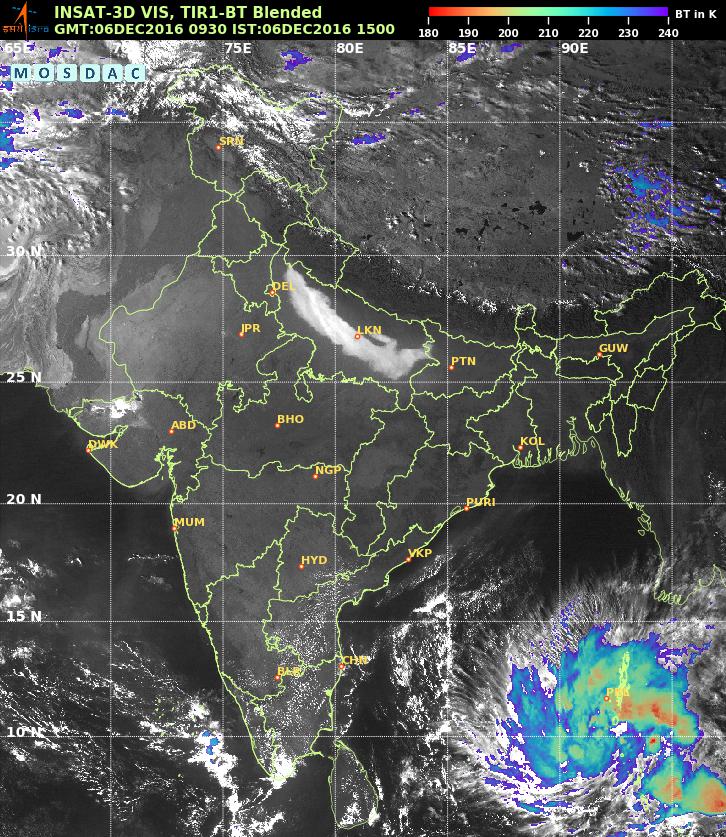 INSAT-3D VIS, TIR1-BT Blended
GMT:06DEC2016 0930 IST:06DEC2016 1500
BT in K
180 190 200 210 220 230 240
65E 70E 75E 80E 85E 90E
M O S D A C
SRN
30 N
DEL
JPR LKN
GUW
PTN
25 N
ABD BHO
DWK KOL
NGP
20 N PURI
MUM
HYD VKP
15 N
BLR CHN
PBL
10 N